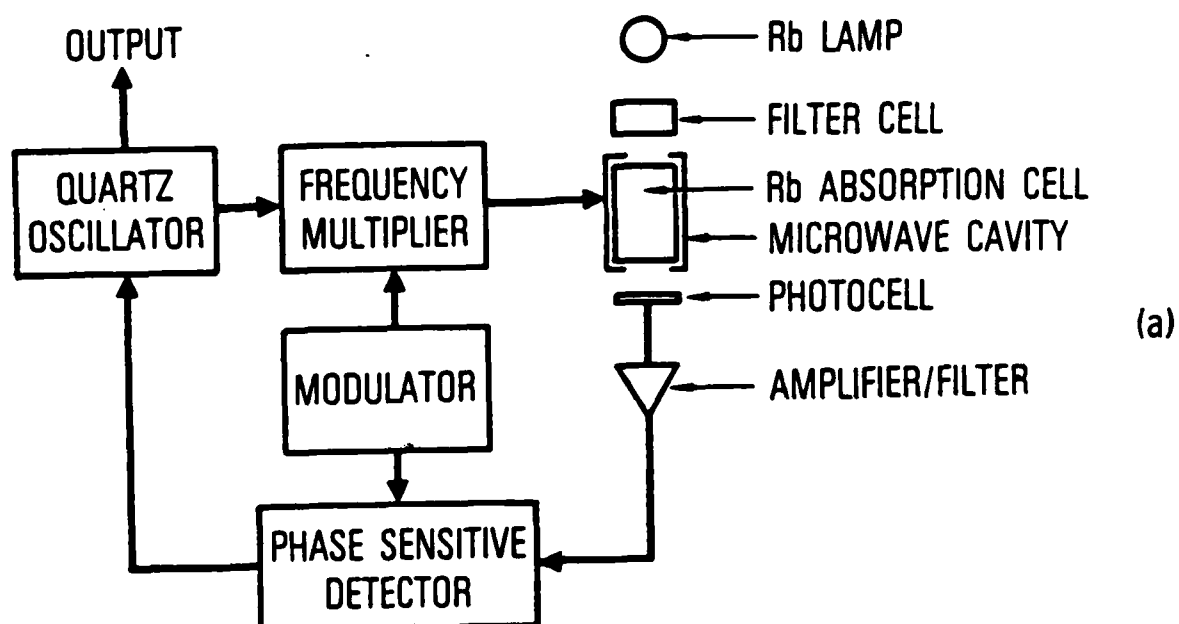 OUTPUT
QUARTZ
OSCILLATOR
FREQUENCY
MULTIPLIER
MODULATOR
PHASE SENSITIVE
DETECTOR
Rb LAMP
FILTER CELL
Rb ABSORPTION CELL
MICROWAVE CAVITY
PHOTOCELL
AMPLIFIER/FILTER
(a)